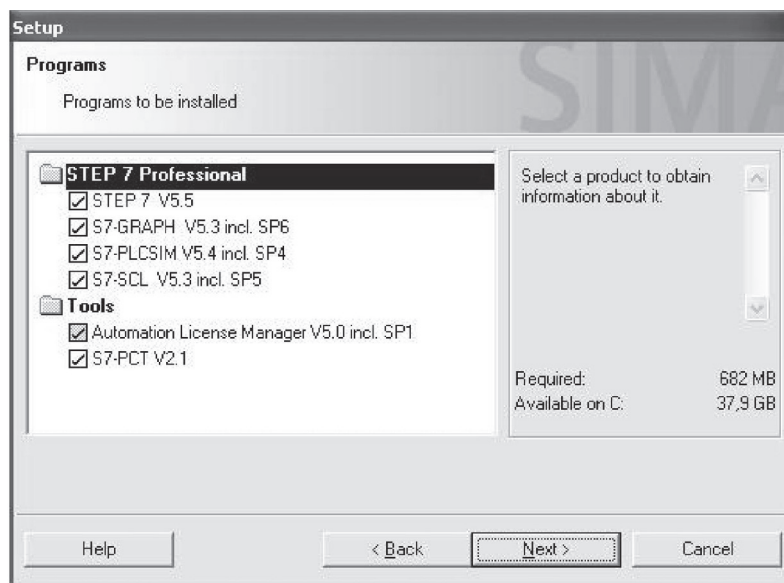 Setup
Programs
Programs to be installed
SIMA
STEP 7 Professional
STEP 7 V5.5
S7-GRAPH V5.3 incl. SP6
S7-PLCSIM V5.4 incl. SP4
S7-SCL V5.3 incl. SP5
Tools
Automation License Manager V5.0 incl. SP1
S7-PCT V2.1
Select a product to obtain
information about it.
Required: 682 MB
Available on C: 37,9 GB
Help
< Back
Next >
Cancel